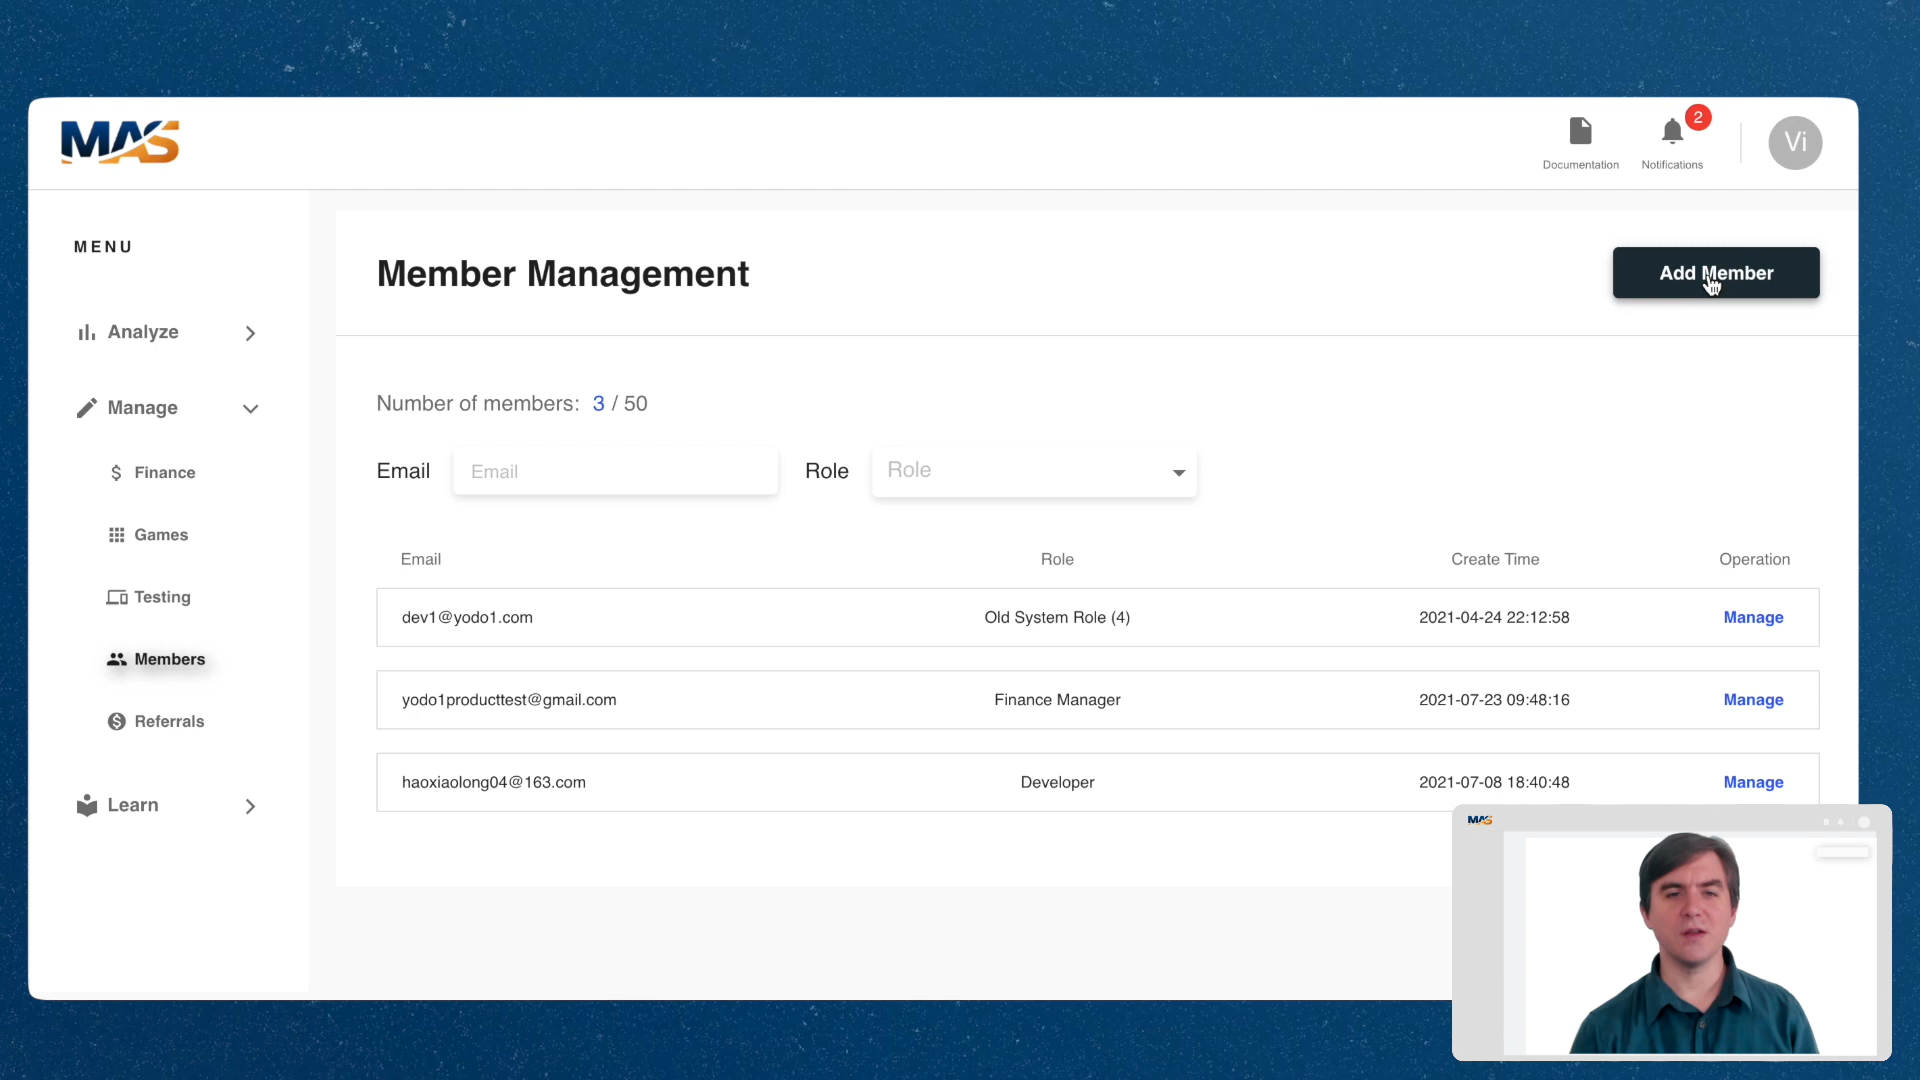 MAS
Documentation
2
Notifications
Vi
MENU
Analyze
Manage
Finance
Games
Testing
Members
Referrals
Learn
Member Management
Add Member
Number of members: 3 / 50
Email Email Role Role
Email Role Create Time Operation
dev1@yodo1.com Old System Role (4) 2021-04-24 22:12:58 Manage
yodo1producttest@gmail.com Finance Manager 2021-07-23 09:48:16 Manage
haoxiaolong04@163.com Developer 2021-07-08 18:40:48 Manage
MAS